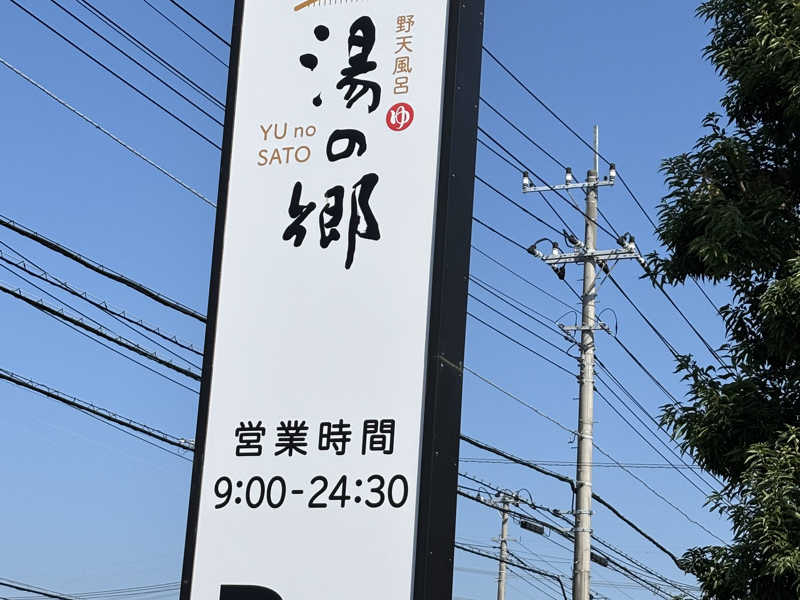 野天風呂
湯の郷
ゆ
YU no
SATO
営業時間
9:00-24:30